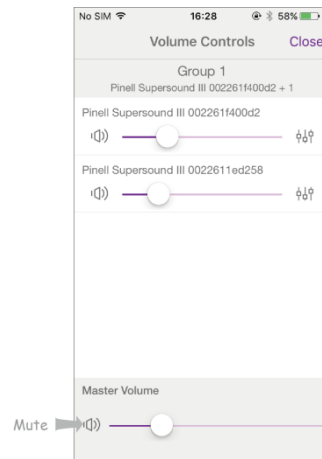 No SIM 16:28 58%
Volume Controls Close
Group 1
Pinell Supersound III 002261f400d2 + 1
Pinell Supersound III 002261f400d2
Pinell Supersound III 0022611ed258
Master Volume
Mute